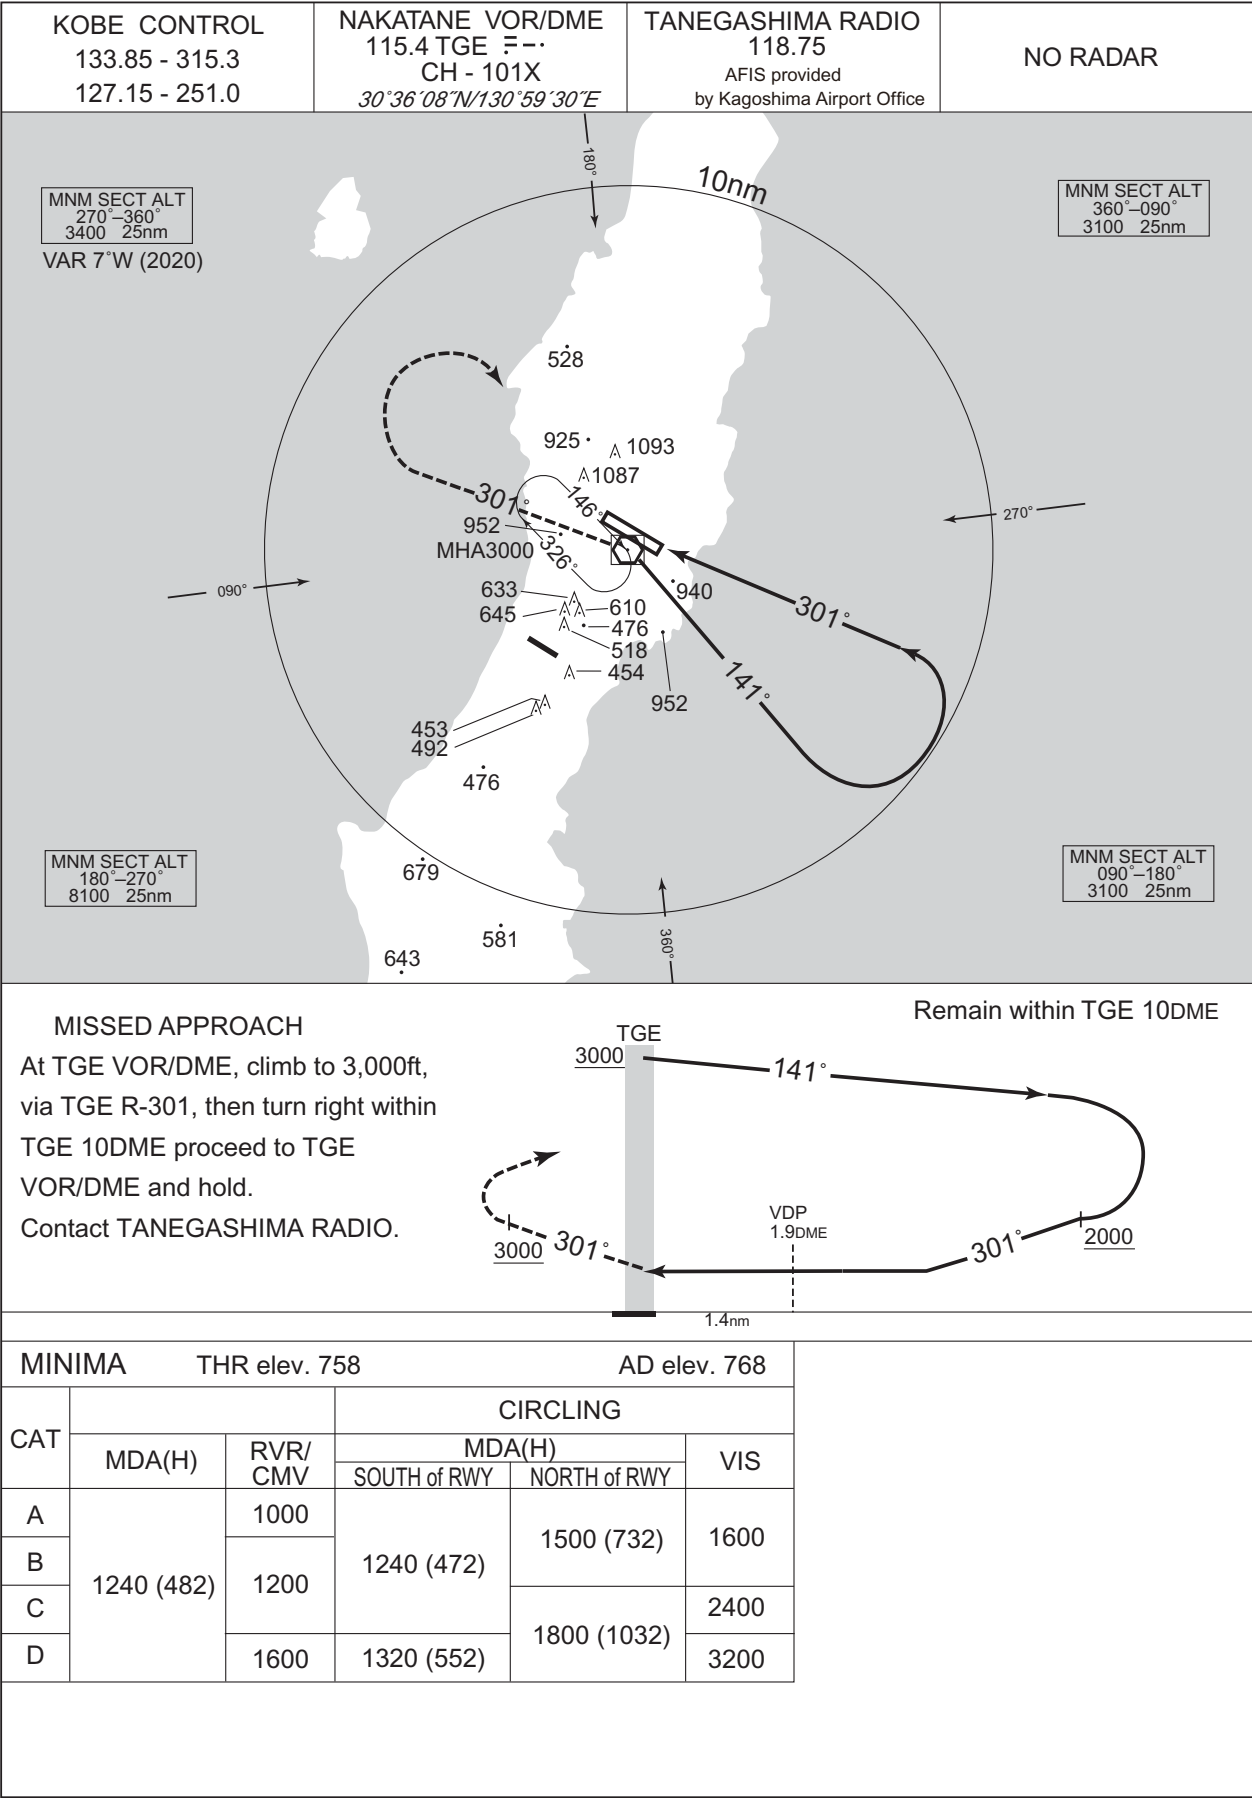 KOBE CONTROL
133.85 - 315.3
127.15 - 251.0
NAKATANE VOR/DME
115.4 TGE
CH - 101X
30°36´08˝N/130°59´30˝E
TANEGASHIMA RADIO
118.75
AFIS provided
by Kagoshima Airport Office
NO RADAR
180°
10nm
MNM SECT ALT
270°–360°
3400 25nm
VAR 7°W (2020)
MNM SECT ALT
360°–090°
3100 25nm
528
925
1093
1087
301°
146°
952
MHA3000
326°
270°
090°
940
633
645
610
476
518
454
301°
141°
952
453
492
476
MNM SECT ALT
180°–270°
8100 25nm
MNM SECT ALT
090°–180°
3100 25nm
679
581
643
360°
MISSED APPROACH
At TGE VOR/DME, climb to 3,000ft,
via TGE R-301, then turn right within
TGE 10DME proceed to TGE
VOR/DME and hold.
Contact TANEGASHIMA RADIO.
Remain within TGE 10DME
TGE
3000
141°
VDP
1.9DME
3000
301°
301°
2000
1.4nm
MINIMA THR elev. 758 AD elev. 768
CAT
CIRCLING
MDA(H)
RVR/
CMV
MDA(H)
VIS
SOUTH of RWY
NORTH of RWY
A
1000
1500 (732)
1600
B
1240 (482)
1200
1240 (472)
C
2400
1800 (1032)
D
1600
1320 (552)
3200